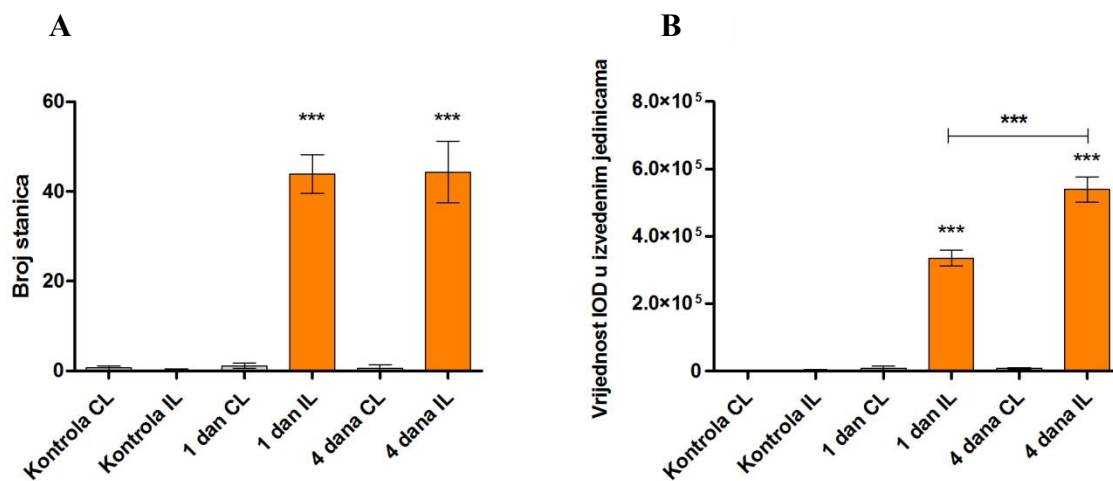 A
Broj stanica
60
40
20
0
***
***
Kontrola CL
Kontrola IL
1 dan CL
1 dan IL
4 dana CL
4 dana IL
B
Vrijednost IOD u izvedenim jedinicama
8.0×10⁵
6.0×10⁵
4.0×10⁵
2.0×10⁵
0
***
***
***
Kontrola CL
Kontrola IL
1 dan CL
1 dan IL
4 dana CL
4 dana IL